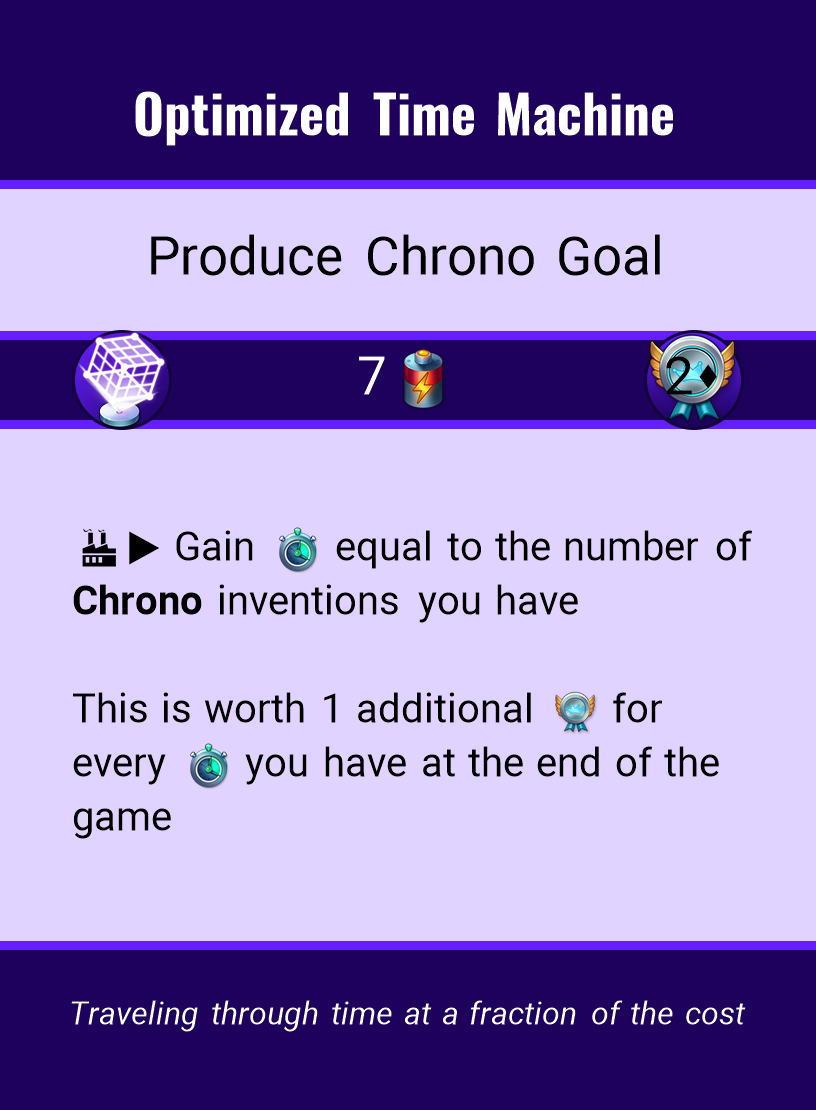 Optimized Time Machine
Produce Chrono Goal
7
2♦
▶ Gain equal to the number of
Chrono inventions you have
This is worth 1 additional for
every you have at the end of the
game
Traveling through time at a fraction of the cost